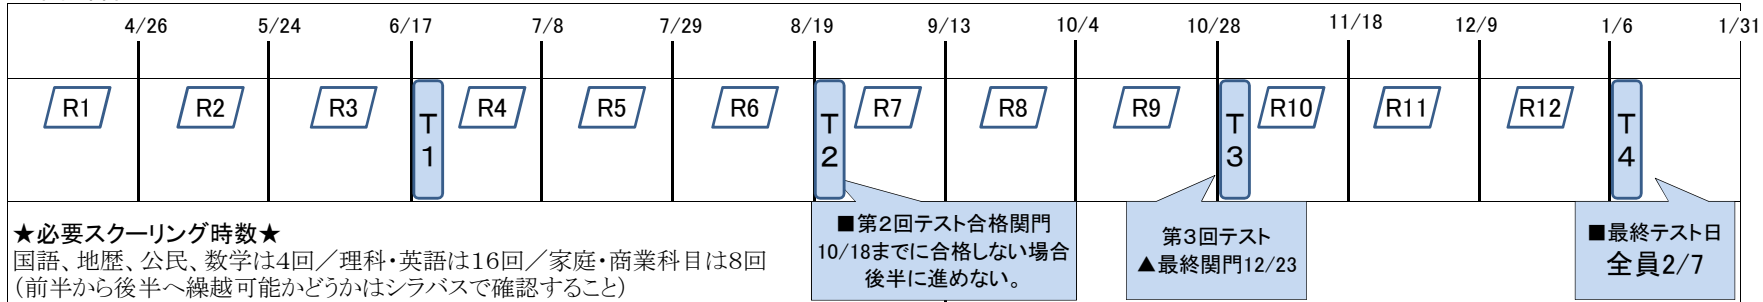 4/26 5/24 6/17 7/8 7/29 8/19 9/13 10/4 10/28 11/18 12/9 1/6 1/31
R1 R2 R3 T1 R4 R5 R6 T2 R7 R8 R9 T3 R10 R11 R12 T4
■第2回テスト合格関門
10/18までに合格しない場合
後半に進めない。
第3回テスト
▲最終関門12/23
■最終テスト日
全員2/7
★必要スクーリング時数★
国語、地歴、公民、数学は4回／理科・英語は16回／家庭・商業科目は8回
（前半から後半へ繰越可能かどうかはシラバスで確認すること）